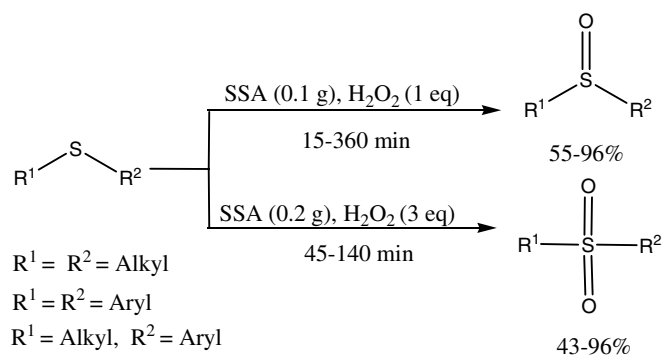 O
SSA (0.1 g), H₂O₂ (1 eq)
S
R¹ R²
15-360 min
55-96%
S
R¹ R²
O
SSA (0.2 g), H₂O₂ (3 eq)
R¹ S R²
45-140 min
O
43-96%
R¹ = R² = Alkyl
R¹ = R² = Aryl
R¹ = Alkyl, R² = Aryl